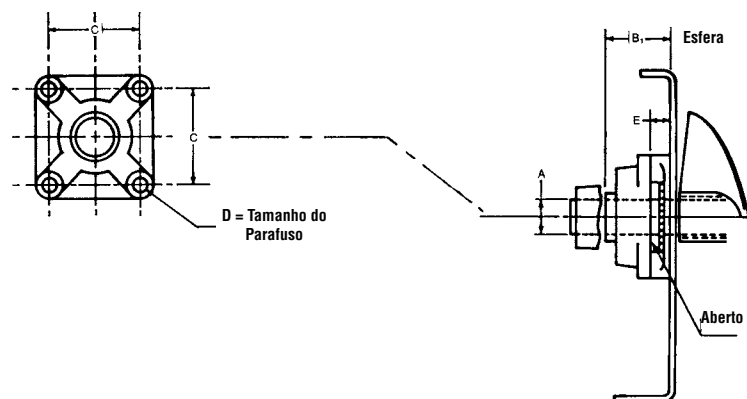 C
B₁
Esfera
E
C
A
D = Tamanho do
Parafuso
Aberto